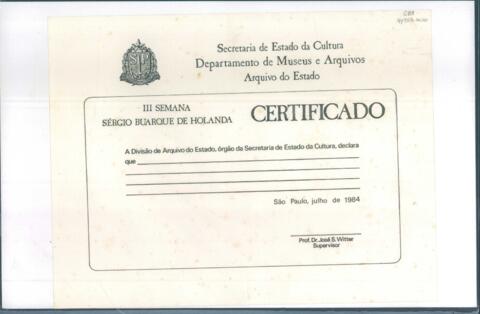 Secretaria de Estado da Cultura
Departamento de Museus e Arquivos
Arquivo do Estado
III SEMANA
SÉRGIO BUARQUE DE HOLANDA
CERTIFICADO
A Divisão de Arquivo do Estado, órgão da Secretaria de Estado da Cultura, declara
que
São Paulo, julho de 1984
Prof. Dr. José S. Witter
Supervisor